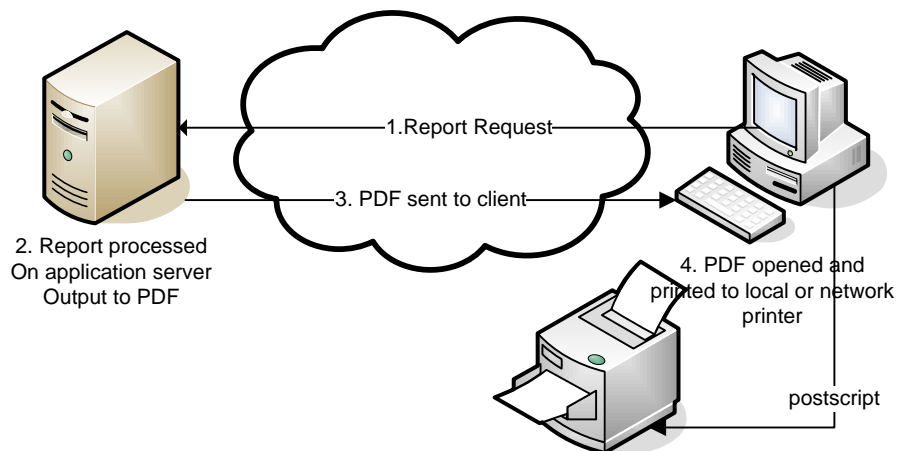 1.Report Request
3. PDF sent to client
2. Report processed
On application server
Output to PDF
4. PDF opened and
printed to local or network
printer
postscript